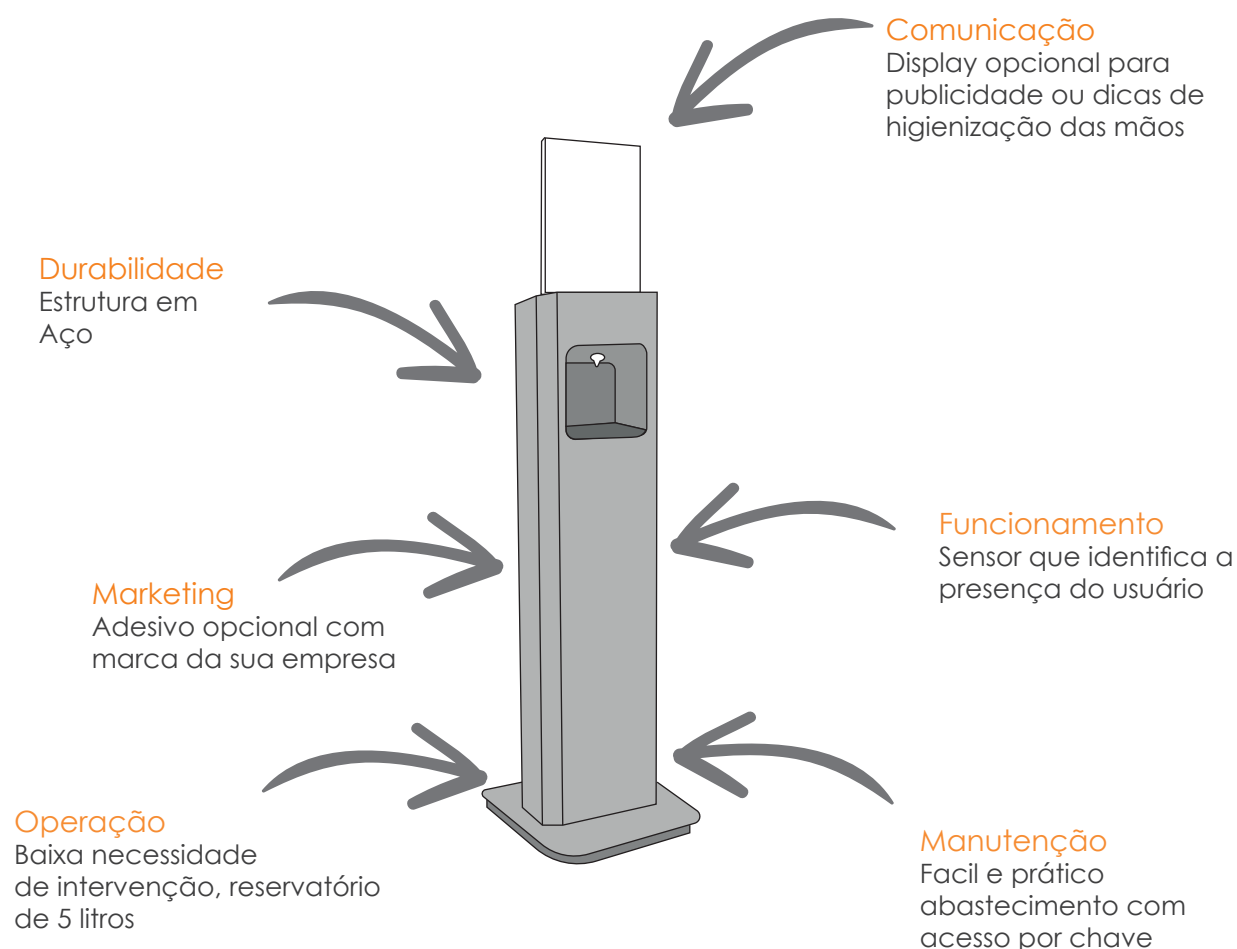 Comunicação
Display opcional para
publicidade ou dicas de
higienização das mãos
Durabilidade
Estrutura em
Aço
Funcionamento
Sensor que identifica a
presença do usuário
Marketing
Adesivo opcional com
marca da sua empresa
Operação
Baixa necessidade
de intervenção, reservatório
de 5 litros
Manutenção
Facil e prático
abastecimento com
acesso por chave